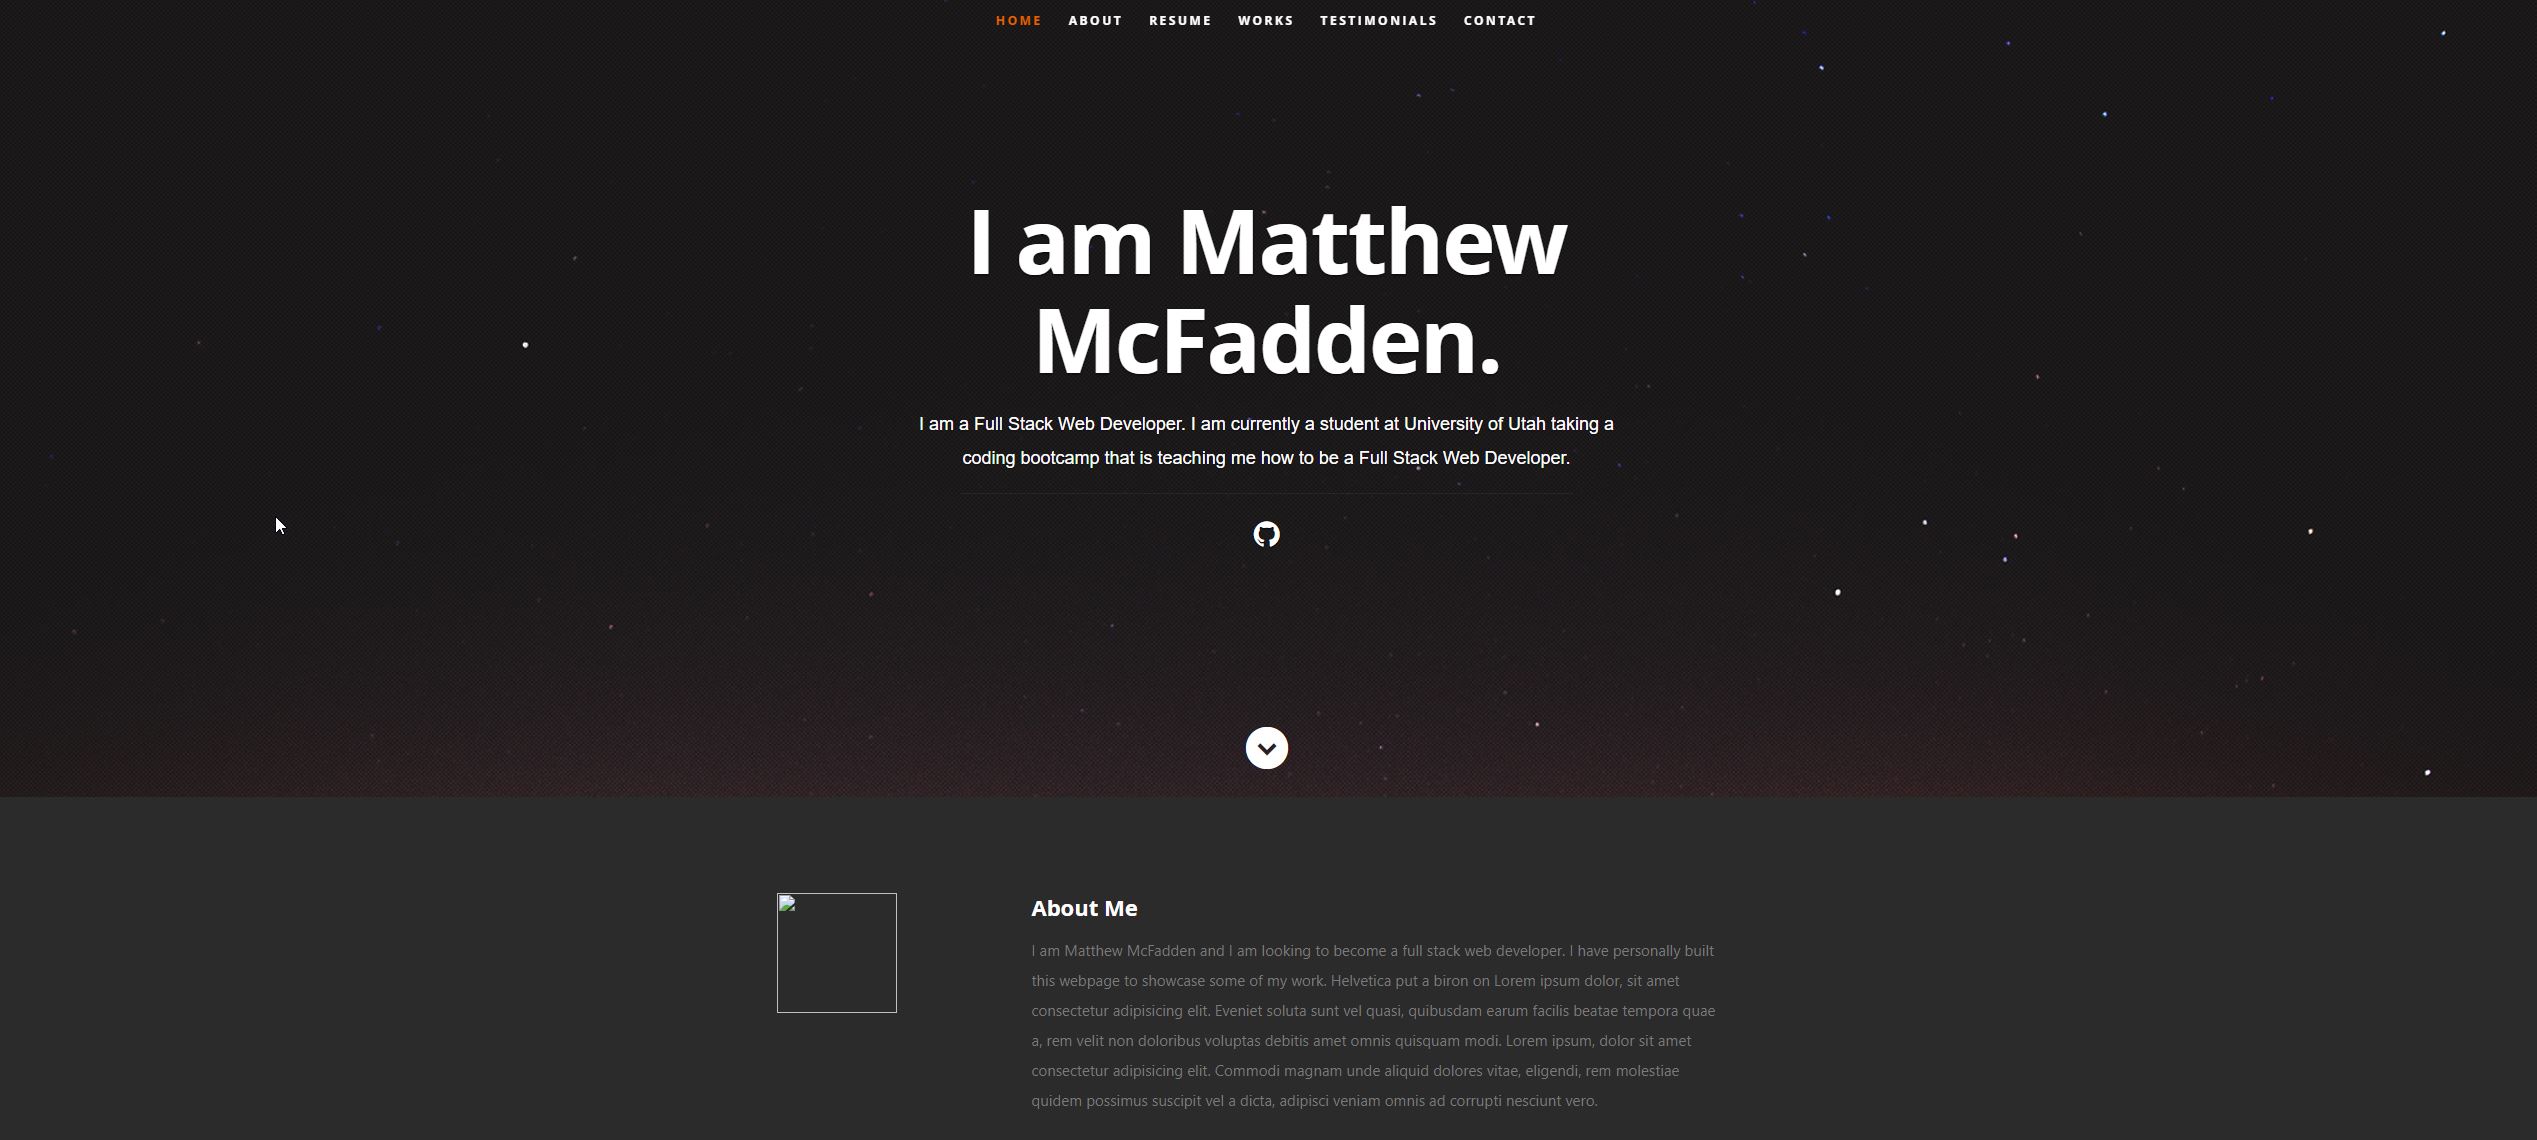 HOME ABOUT RESUME WORKS TESTIMONIALS CONTACT
I am Matthew
McFadden.
I am a Full Stack Web Developer. I am currently a student at University of Utah taking a
coding bootcamp that is teaching me how to be a Full Stack Web Developer.
About Me
I am Matthew McFadden and I am looking to become a full stack web developer. I have personally built
this webpage to showcase some of my work. Helvetica put a biron on Lorem ipsum dolor, sit amet
consectetur adipisicing elit. Eveniet soluta sunt vel quasi, quibusdam earum facilis beatae tempora quae
a, rem velit non doloribus voluptas debitis amet omnis quisquam modi. Lorem ipsum, dolor sit amet
consectetur adipisicing elit. Commodi magnam unde aliquid dolores vitae, eligendi, rem molestiae
quidem possimus suscipit vel a dicta, adipisci veniam omnis ad corrupti nesciunt vero.